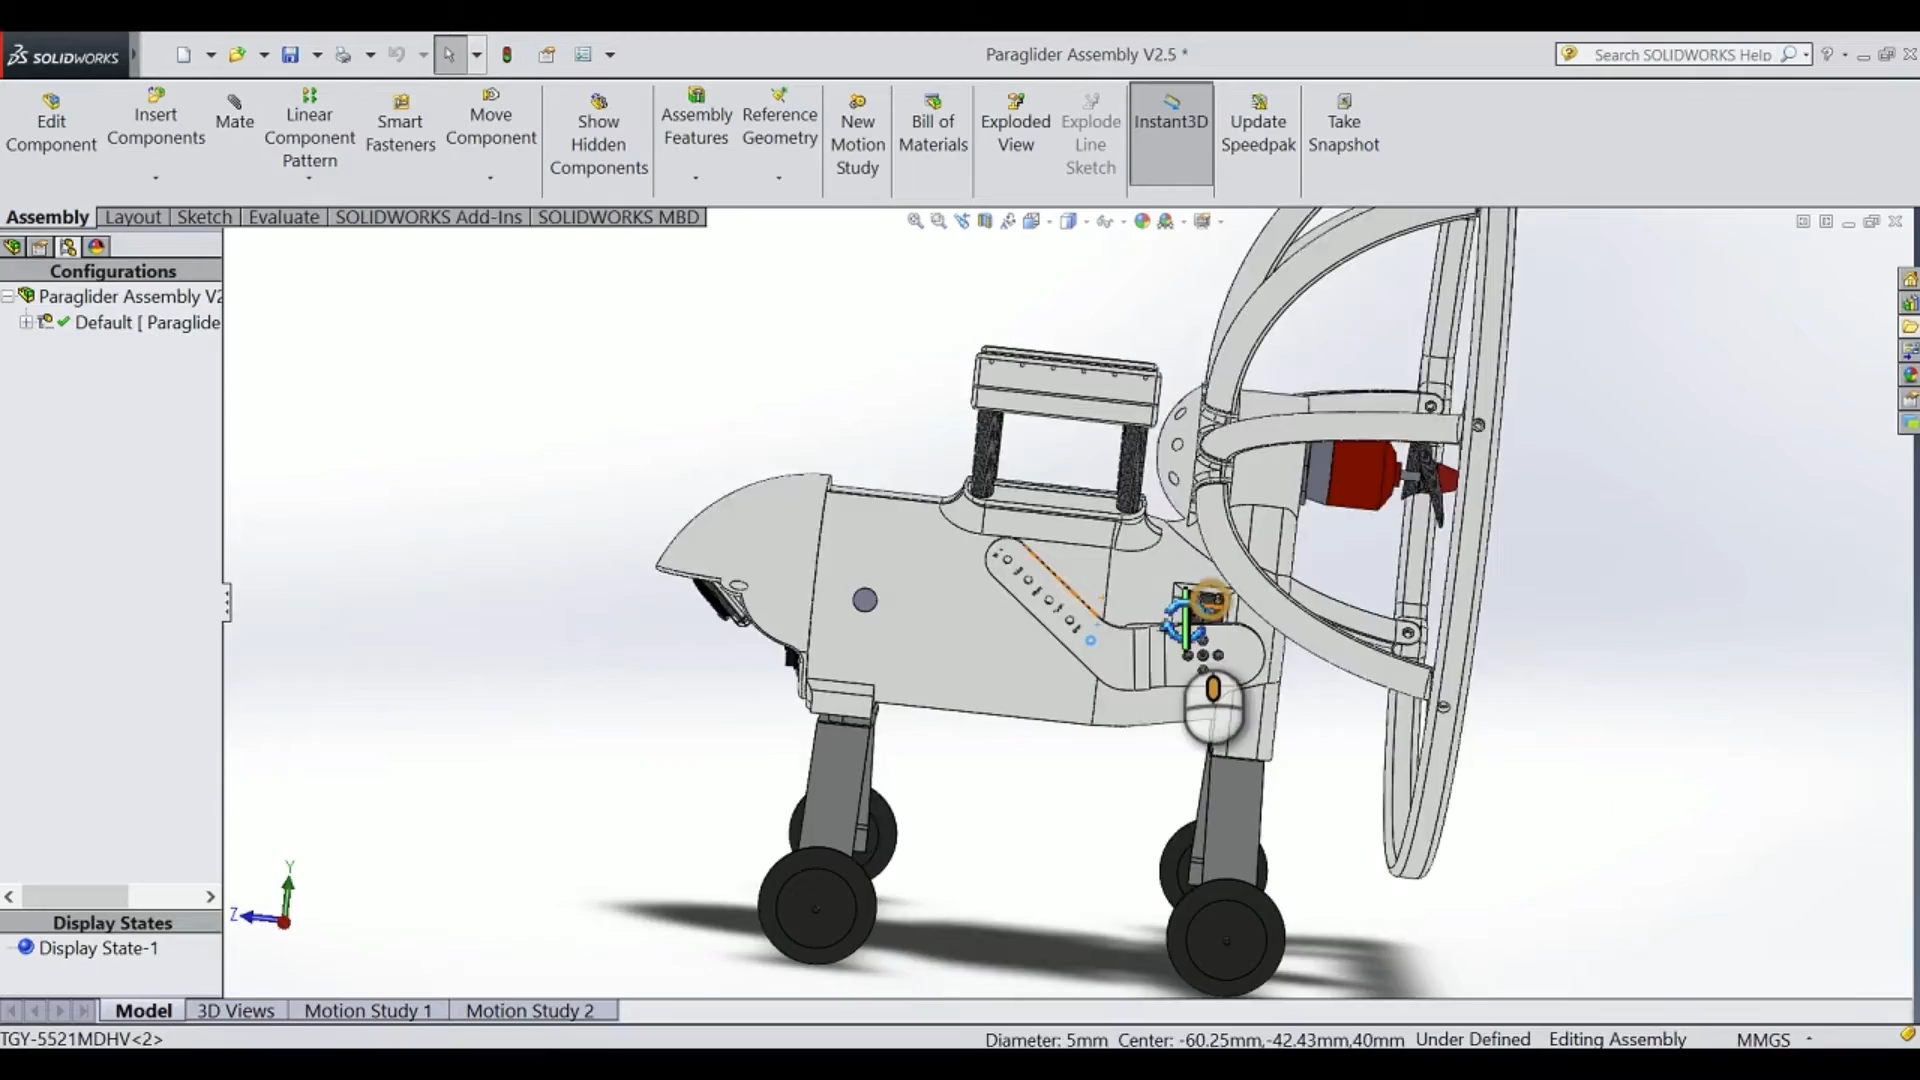 SOLIDWORKS
Paraglider Assembly V2.5 *
Search SOLIDWORKS Help
?
Edit
Component
Insert
Components
Mate
Linear
Component
Pattern
Smart
Fasteners
Move
Component
Show
Hidden
Components
Assembly
Features
Reference
Geometry
New
Motion
Study
Bill of
Materials
Exploded
View
Explode
Line
Sketch
Instant3D
Update
Speedpak
Take
Snapshot
Assembly
Layout
Sketch
Evaluate
SOLIDWORKS Add-Ins
SOLIDWORKS MBD
Configurations
Paraglider Assembly V2
Default [ Paraglide
Y
Z
Display States
Display State-1
Model
3D Views
Motion Study 1
Motion Study 2
TGY-5521MDHV<2>
Diameter: 5mm Center: -60.25mm,-42.43mm,40mm
Under Defined
Editing Assembly
MMGS